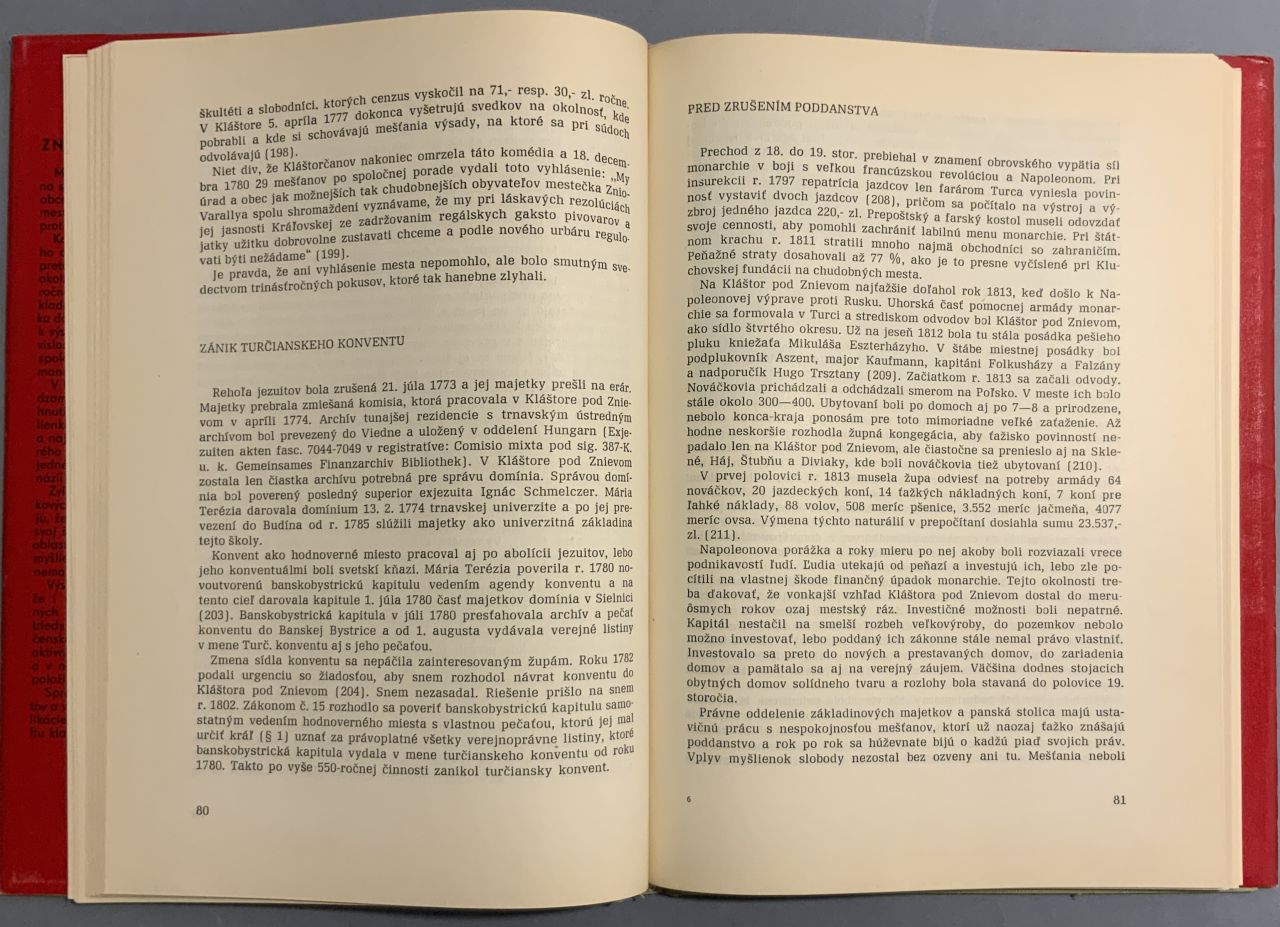 škultéti a slobodníci, ktorých cenzus vyskočil na 71,- resp. 30,- zl. ročne.
V Kláštore 5. apríla 1777 dokonca vyšetrujú svedkov na okolnosť, kde
pobrabli a kde si schovávajú mešťania výsady, na ktoré sa pri súdoch
odvolávajú (198).
Niet div, že Kláštorčanov nakoniec omrzela táto komédia a 18. decem-
bra 1780 29 mešťanov po spoločnej porade vydali toto vyhlásenie: „My
úrad a obec jak možnejších tak chudobnejších obyvateľov mestečka Znio-
Varallya spolu shromaždení vyznávame, že my pri láskavých rezolúciách
jej jasnosti Kráľovskej ze zadržovanim regálskych gaksto pivovarov a
jatky užitku dobrovolne zustavati chceme a podle nového urbáru regulo-
vati býti nežádame“ (199).
Je pravda, že ani vyhlásenie mesta nepomohlo, ale bolo smutným sve-
dectvom trinásťročných pokusov, ktoré tak hanebne zlyhali.
ZÁNIK TURČIANSKEHO KONVENTU
Rehoľa jezuitov bola zrušená 21. júla 1773 a jej majetky prešli na erár.
Majetky prebrala zmiešaná komisia, ktorá pracovala v Kláštore pod Znie-
vom v apríli 1774. Archív tunajšej rezidencie s trnavským ústredným
archívom bol prevezený do Viedne a uložený v oddelení Hungarn (Exje-
zuiten akten fasc. 7044-7049 v registratíve: Comisio mixta pod sig. 387-K.
u. k. Gemeinsames Finanzarchiv Bibliothek). V Kláštore pod Znievom
zostala len čiastka archívu potrebná pre správu domínia. Správou domí-
nia bol poverený posledný superior exjezuita Ignác Schmelczer. Mária
Terézia darovala domínium 13. 2. 1774 trnavskej univerzite a po jej pre-
vezení do Budína od r. 1785 slúžili majetky ako univerzitná základina
tejto školy.
Konvent ako hodnoverné miesto pracoval aj po abolícii jezuitov, lebo
jeho konventuálmi boli svetskí kňazi. Mária Terézia poverila r. 1780 no-
voutvorenú banskobystrickú kapitulu vedením agendy konventu a na
tento cieľ darovala kapitule 1. júla 1780 časť majetkov domínia v Sielnici
(203). Banskobystrická kapitula v júli 1780 presťahovala archív a pečať
konventu do Banskej Bystrice a od 1. augusta vydávala verejné listiny
v mene Turč. konventu aj s jeho pečaťou.
Zmena sídla konventu sa nepáčila zainteresovaným župám. Roku 1782
podali urgenciu so žiadosťou, aby snem rozhodol návrat konventu do
Kláštora pod Znievom (204). Snem nezasadal. Riešenie prišlo na snem
r. 1802. Zákonom č. 15 rozhodlo sa poveriť banskobystrickú kapitulu samo-
statným vedením hodnoverného miesta s vlastnou pečaťou, ktorú jej mal
určiť kráľ (§ 1) uznať za právoplatné všetky verejnoprávne listiny, ktoré
banskobystrická kapitula vydala v mene turčianskeho konventu od roku
1780. Takto po vyše 550-ročnej činnosti zanikol turčiansky konvent.
80
PRED ZRUŠENÍM PODDANSTVA
Prechod z 18. do 19. stor. prebiehal v znamení obrovského vypätia síl
monarchie v boji s veľkou francúzskou revolúciou a Napoleonom. Pri
insurekcii r. 1797 repatrícia jazdcov len farárom Turca vyniesla povin-
nosť vystaviť dvoch jazdcov (208), pričom sa počítalo na výstroj a vý-
zbroj jedného jazdca 220,- zl. Prepoštský a farský kostol museli odovzdať
svoje cennosti, aby pomohli zachrániť labilnú menu monarchie. Pri štát-
nom krachu r. 1811 stratili mnoho najmä obchodníci so zahraničím.
Peňažné straty dosahovali až 77 %, ako je to presne vyčíslené pri Klu-
chovskej fundácii na chudobných mesta.
Na Kláštor pod Znievom najťažšie doľahol rok 1813, keď došlo k Na-
poleonovej výprave proti Rusku. Uhorská časť pomocnej armády monar-
chie sa formovala v Turci a strediskom odvodov bol Kláštor pod Znievom,
ako sídlo štvrtého okresu. Už na jeseň 1812 bola tu stála posádka pešieho
pluku kniežaťa Mikuláša Eszterházyho. V štábe miestnej posádky bol
podplukovník Aszent, major Kaufmann, kapitáni Folkusházy a Falzány
a nadporučík Hugo Trsztany (209). Začiatkom r. 1813 sa začali odvody.
Nováčkovia prichádzali a odchádzali smerom na Poľsko. V meste ich bolo
stále okolo 300—400. Ubytovaní boli po domoch aj po 7—8 a prirodzene,
nebolo konca-kraja ponosám pre toto mimoriadne veľké zaťaženie. Až
hodne neskoršie rozhodla župná kongegácia, aby ťažisko povinností ne-
padalo len na Kláštor pod Znievom, ale čiastočne sa prenieslo aj na Skle-
né, Háj, Štubňu a Diviaky, kde boli nováčkovia tiež ubytovaní (210).
V prvej polovici r. 1813 musela župa odviesť na potreby armády 64
nováčkov, 20 jazdeckých koní, 14 ťažkých nákladných koní, 7 koní pre
ľahké náklady, 88 volov, 508 meríc pšenice, 3.552 meríc jačmeňa, 4077
meríc ovsa. Výmena týchto naturálií v prepočítaní dosiahla sumu 23.537,-
zl. (211).
Napoleonova porážka a roky mieru po nej akoby boli rozviazali vrece
podnikavosti ľudí. Ľudia utekajú od peňazí a investujú ich, lebo zle po-
cítili na vlastnej škode finančný úpadok monarchie. Tejto okolnosti tre-
ba ďakovať, že vonkajší vzhľad Kláštora pod Znievom dostal do meru-
ôsmych rokov ozaj mestský ráz. Investičné možnosti boli nepatrné.
Kapitál nestačil na smelší rozbeh veľkovýroby, do pozemkov nebolo
možno investovať, lebo poddaný ich zákonne stále nemal právo vlastniť.
Investovalo sa preto do nových a prestavaných domov, do zariadenia
domov a pamätalo sa aj na verejný záujem. Väčšina dodnes stojacich
obytných domov solídneho tvaru a rozlohy bola stavaná do polovice 19.
storočia.
Právne oddelenie základinových majetkov a panská stolica majú usta-
vičnú prácu s nespokojnosťou mešťanov, ktorí už naozaj ťažko znášajú
poddanstvo a rok po rok sa húževnate bijú o kadžú piaď svojich práv.
Vplyv myšlienok slobody nezostal bez ozveny ani tu. Mešťania neboli
6
81